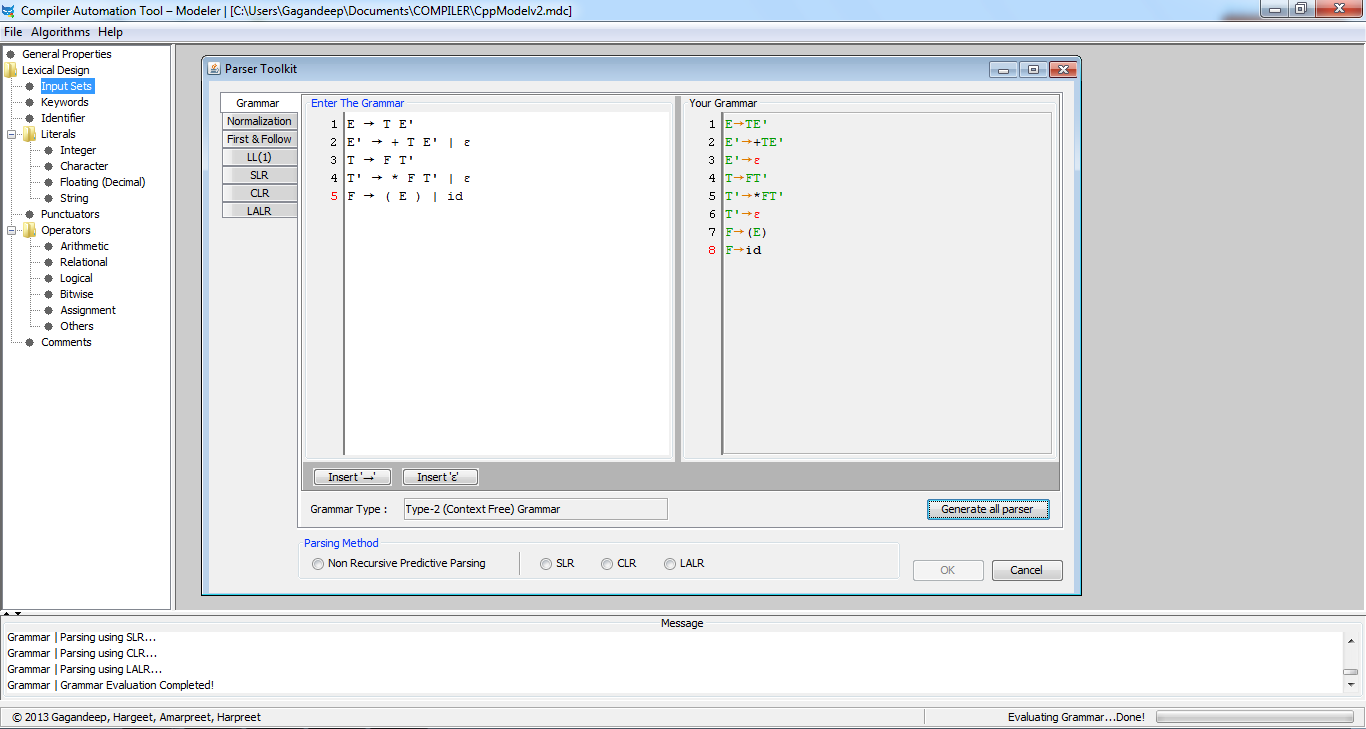 Compiler Automation Tool – Modeler | [C:\Users\Gagandeep\Documents\COMPILER\CppModelv2.mdc]
File Algorithms Help
General Properties
Lexical Design
Input Sets
Keywords
Identifier
Literals
Integer
Character
Floating (Decimal)
String
Punctuators
Operators
Arithmetic
Relational
Logical
Bitwise
Assignment
Others
Comments
Parser Toolkit
Grammar
Normalization
First & Follow
LL(1)
SLR
CLR
LALR
Enter The Grammar
1 E → T E'
2 E' → + T E' | ε
3 T → F T'
4 T' → * F T' | ε
5 F → ( E ) | id
Your Grammar
1 E→TE'
2 E'→+TE'
3 E'→ε
4 T→FT'
5 T'→*FT'
6 T'→ε
7 F→(E)
8 F→id
Insert '→' Insert 'ε'
Grammar Type : Type-2 (Context Free) Grammar Generate all parser
Parsing Method
Non Recursive Predictive Parsing SLR CLR LALR
OK Cancel
Message
Grammar | Parsing using SLR...
Grammar | Parsing using CLR...
Grammar | Parsing using LALR...
Grammar | Grammar Evaluation Completed!
© 2013 Gagandeep, Hargeet, Amarpreet, Harpreet Evaluating Grammar...Done!